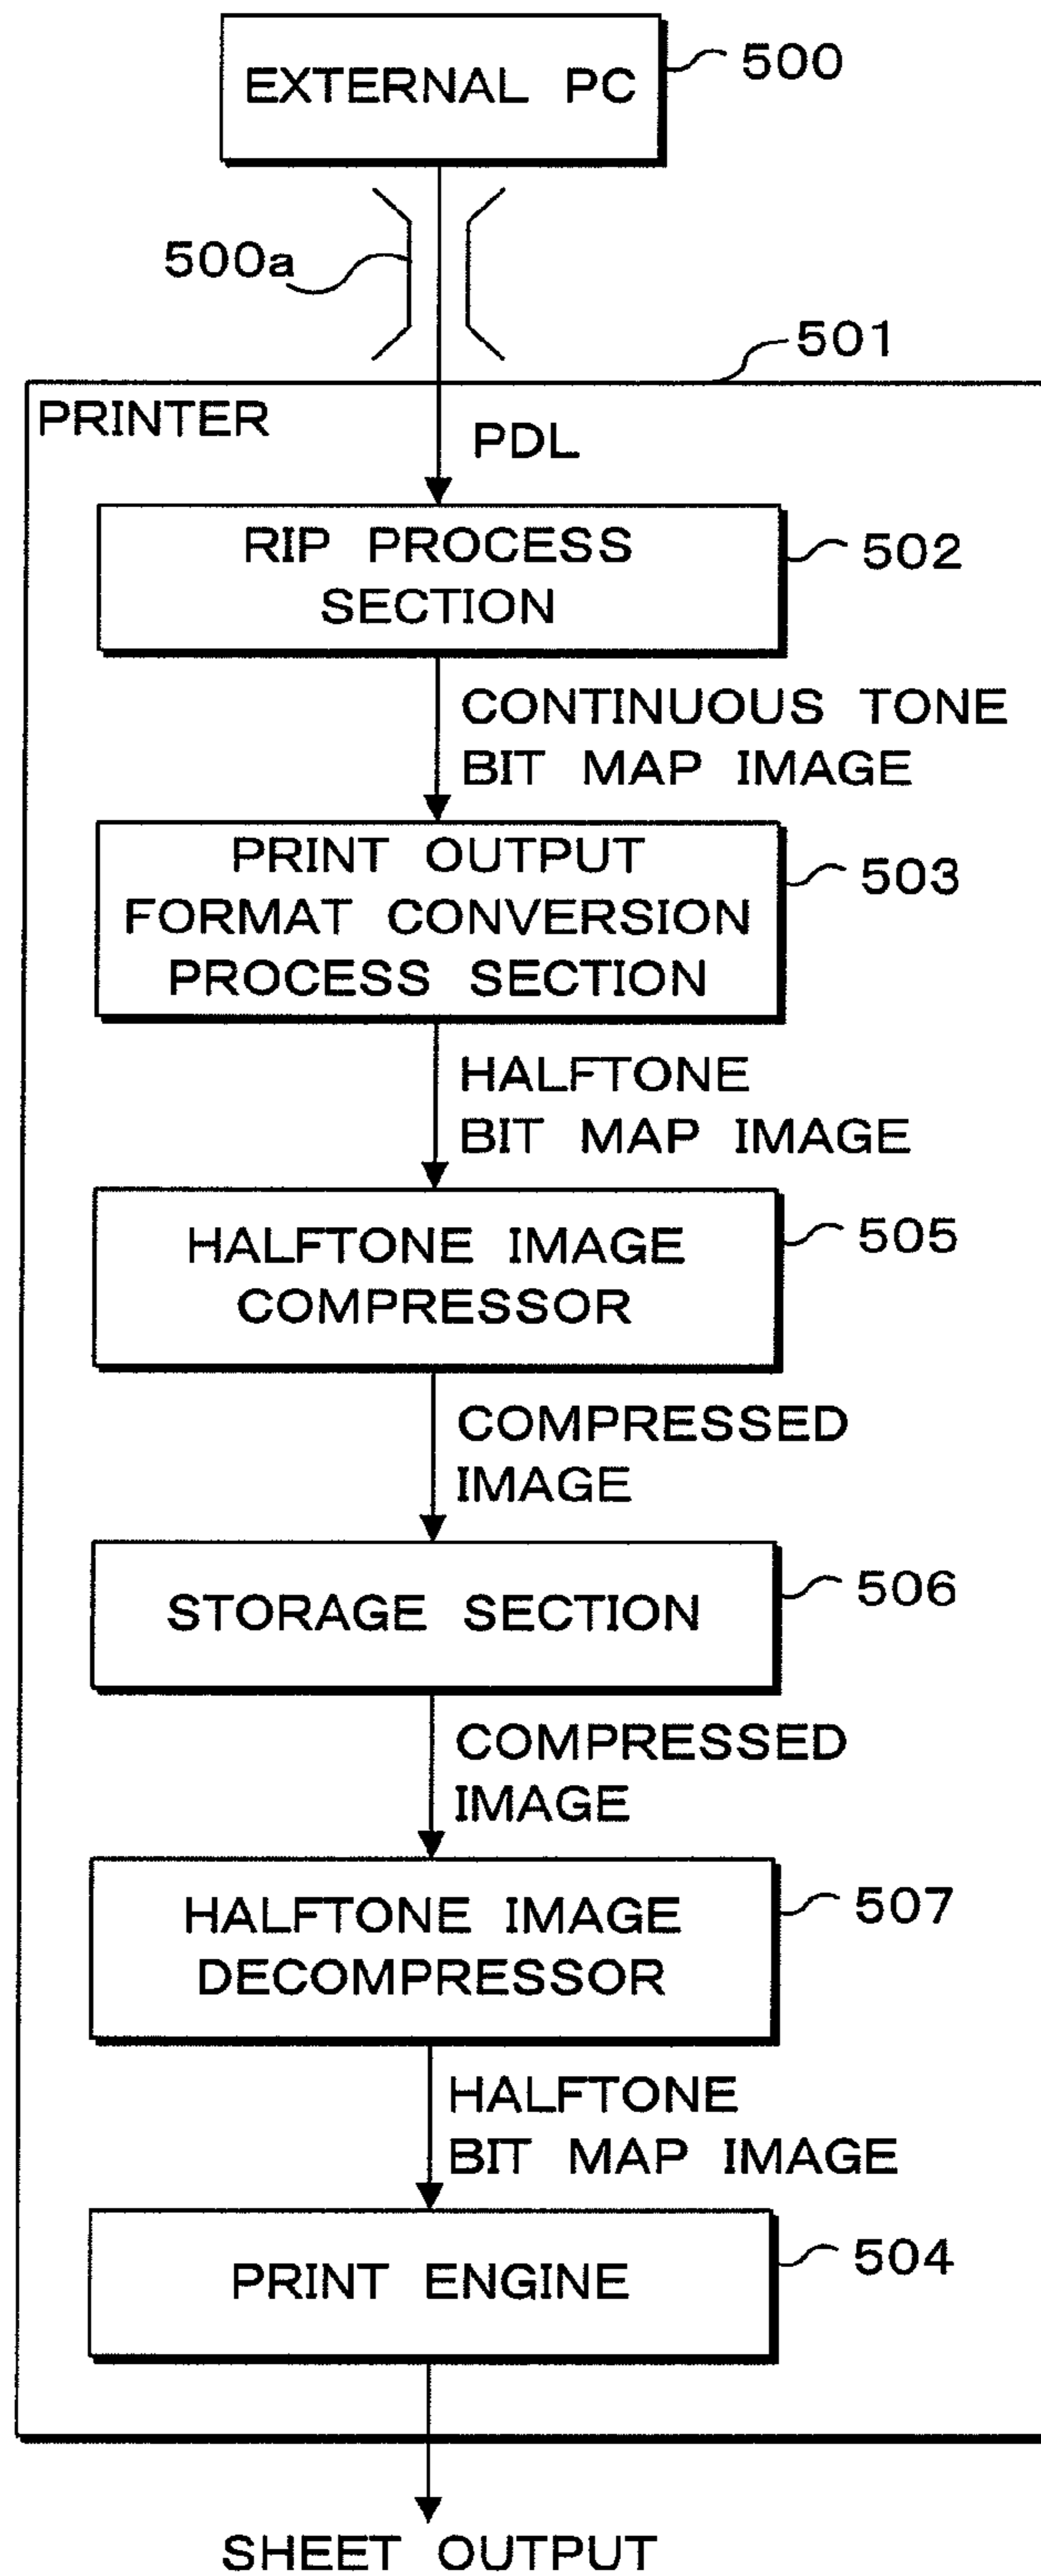 EXTERNAL PC
500
500a
501
PRINTER
PDL
RIP PROCESS
SECTION
502
CONTINUOUS TONE
BIT MAP IMAGE
PRINT OUTPUT
FORMAT CONVERSION
PROCESS SECTION
503
HALFTONE
BIT MAP IMAGE
HALFTONE IMAGE
COMPRESSOR
505
COMPRESSED
IMAGE
STORAGE SECTION
506
COMPRESSED
IMAGE
HALFTONE IMAGE
DECOMPRESSOR
507
HALFTONE
BIT MAP IMAGE
PRINT ENGINE
504
SHEET OUTPUT